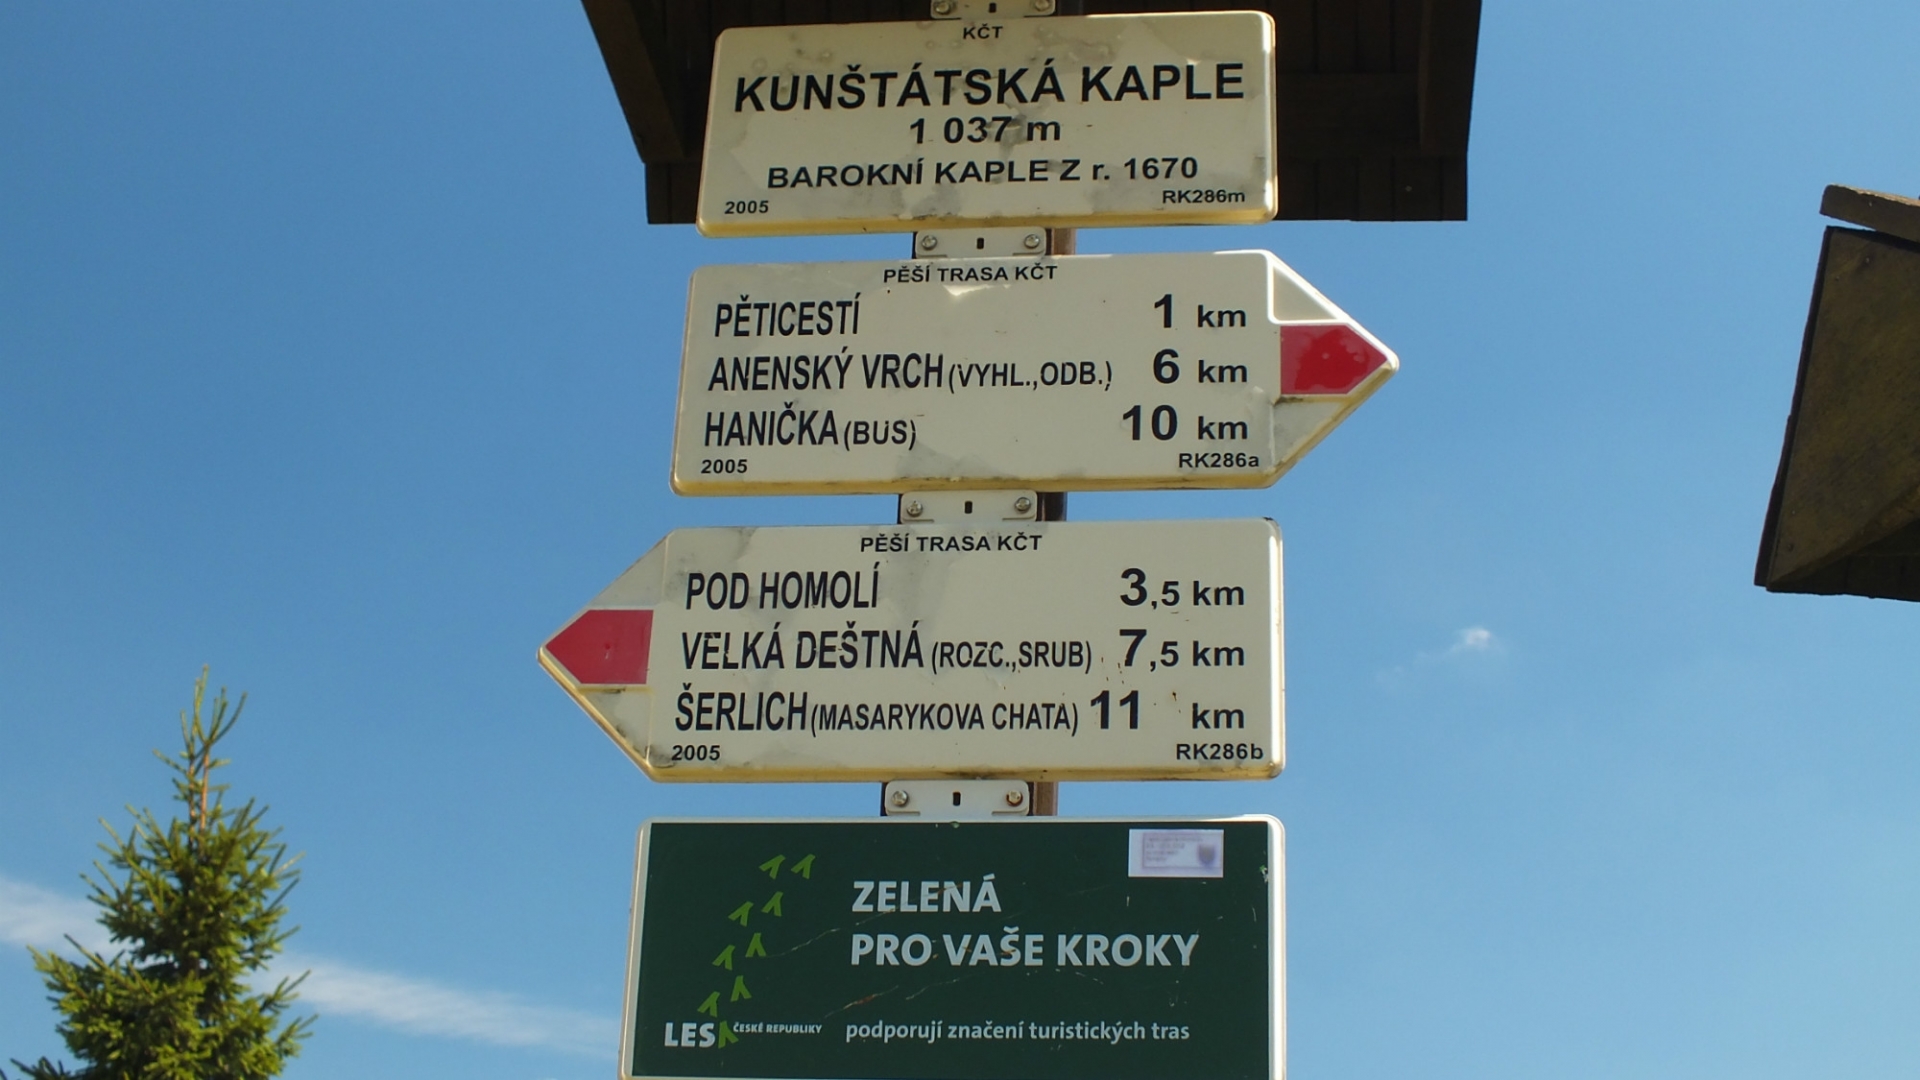 KČT
KUNŠTÁTSKÁ KAPLE
1 037 m
BAROKNÍ KAPLE Z r. 1670
2005 RK286m
PĚŠÍ TRASA KČT
PĚTICESTÍ 1 km
ANENSKÝ VRCH (VYHL.,ODB.) 6 km
HANIČKA (BUS) 10 km
2005 RK286a
PĚŠÍ TRASA KČT
POD HOMOLÍ 3,5 km
VELKÁ DEŠTNÁ (ROZC.,SRUB) 7,5 km
ŠERLICH (MASARYKOVA CHATA) 11 km
2005 RK286b
ZELENÁ
PRO VAŠE KROKY
LESY ČESKÉ REPUBLIKY podporují značení turistických tras